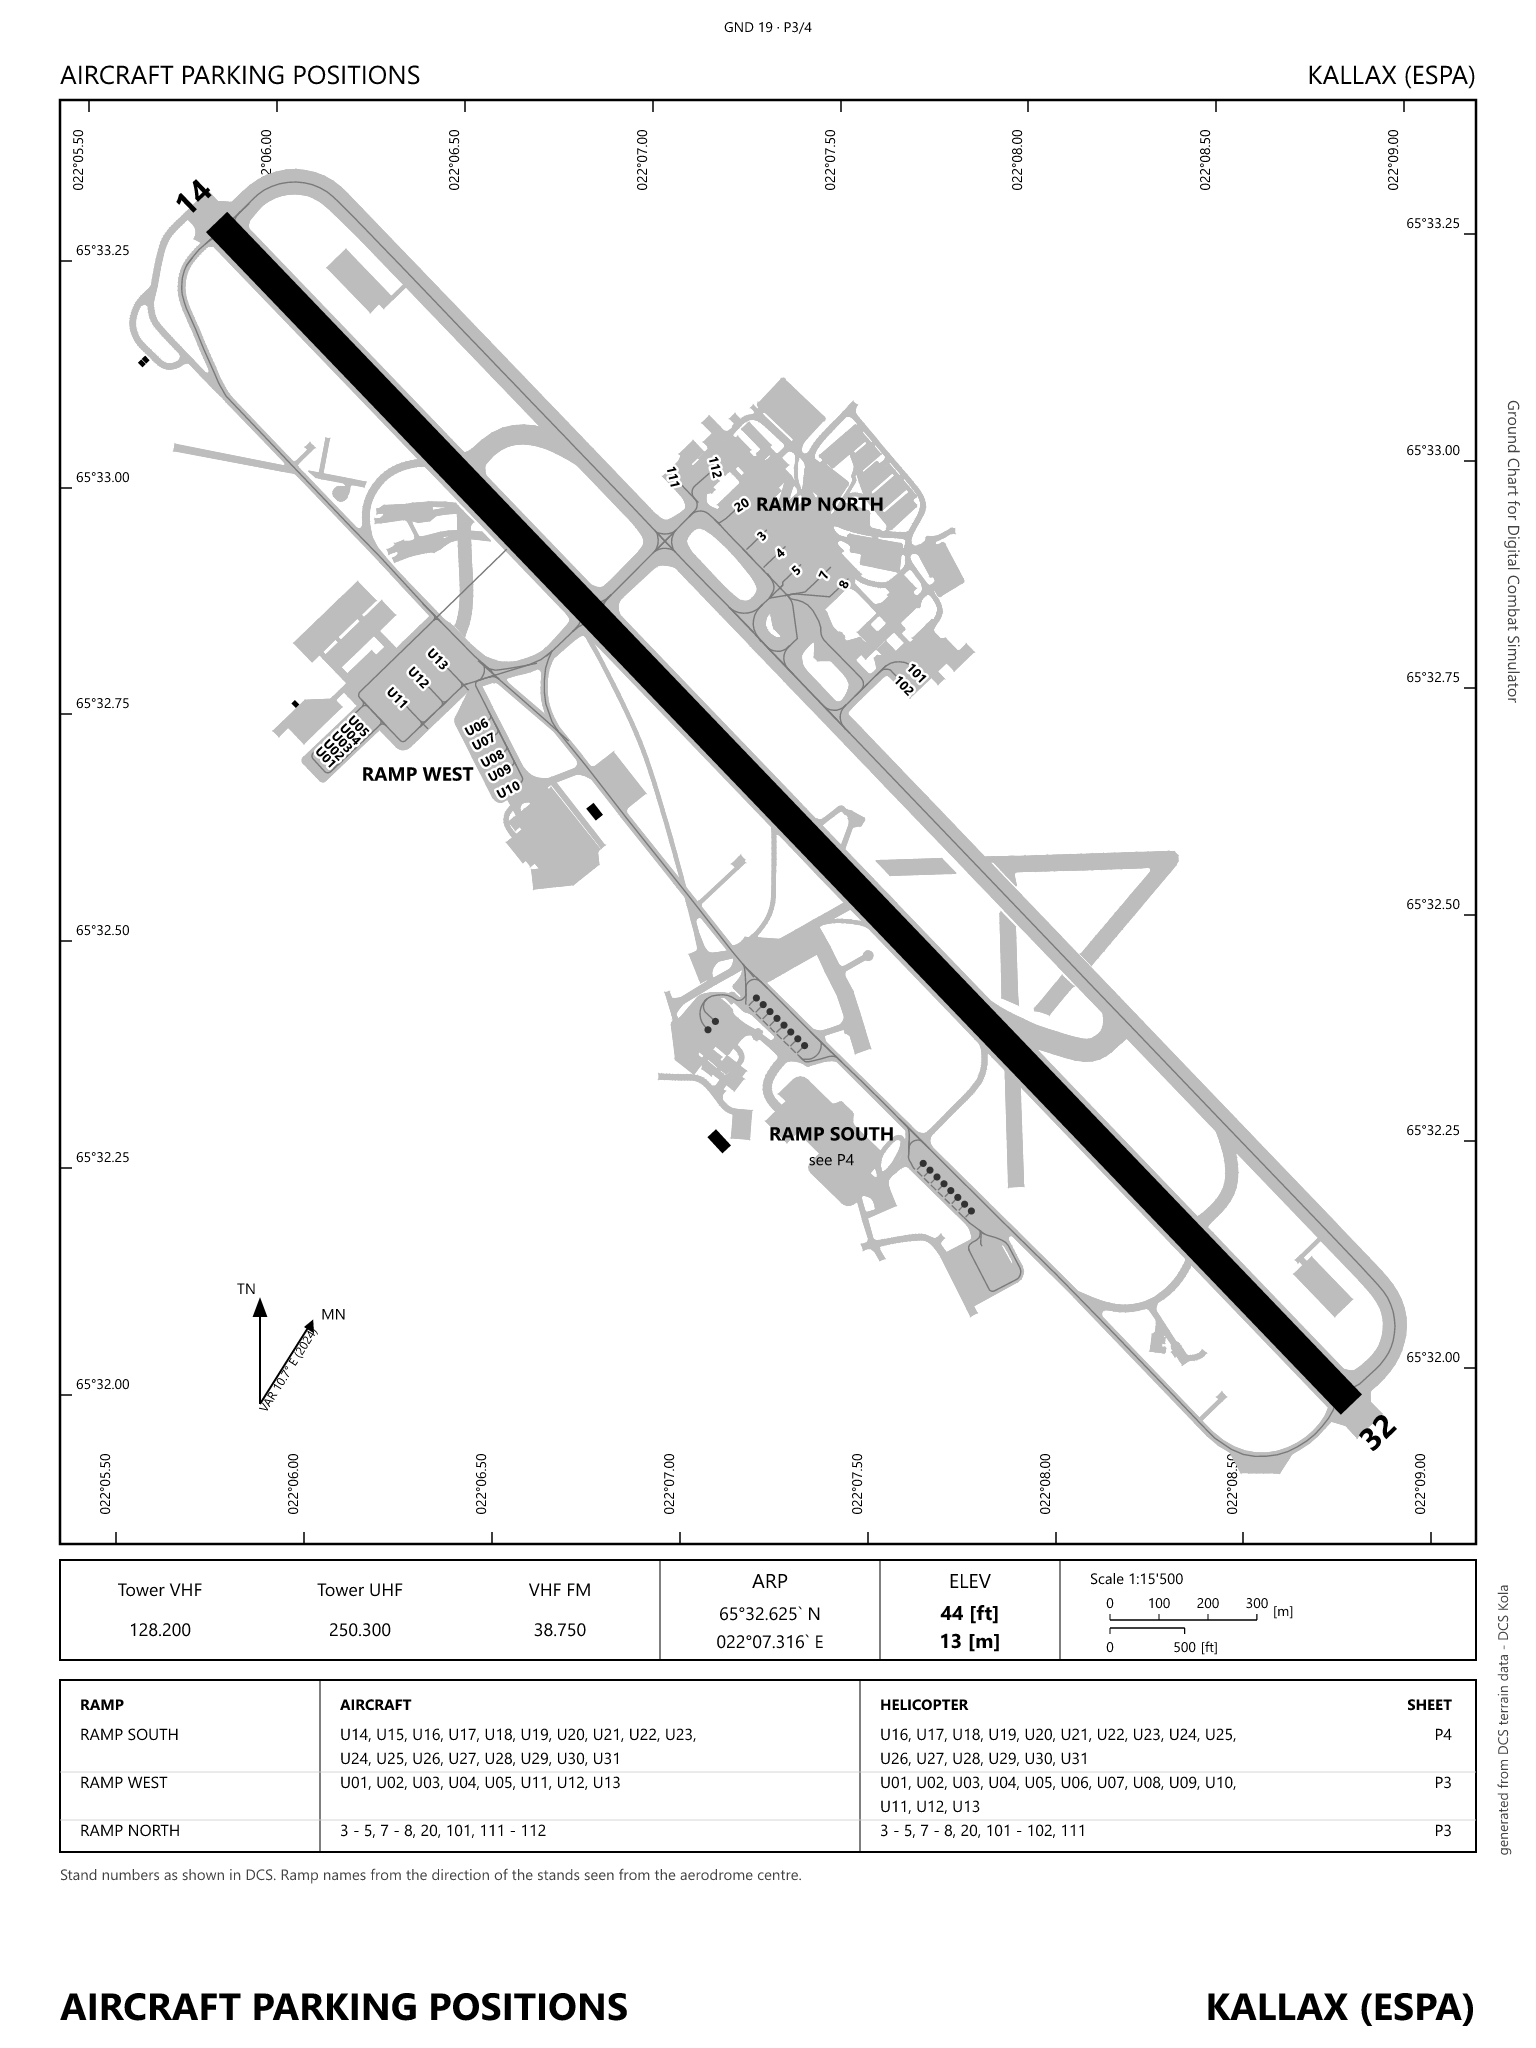 GND 19 · P3/4
AIRCRAFT PARKING POSITIONS
KALLAX (ESPA)
022°05.50
2°06.00
022°06.50
022°07.00
022°07.50
022°08.00
022°08.50
022°09.00
14
65°33.25
65°33.25
65°33.00
65°33.00
65°32.75
65°32.75
65°32.50
65°32.50
65°32.25
65°32.25
65°32.00
65°32.00
111
112
20
RAMP NORTH
3
4
5
7
8
101
102
U13
U12
U11
U05
U04
U03
U02
U01
U06
U07
U08
U09
U10
RAMP WEST
RAMP SOUTH
see P4
TN
MN
VAR 10.7° E (2024)
32
022°05.50
022°06.00
022°06.50
022°07.00
022°07.50
022°08.00
022°08.50
022°09.00
Ground Chart for Digital Combat Simulator
generated from DCS terrain data - DCS Kola
Tower VHF
128.200
Tower UHF
250.300
VHF FM
38.750
ARP
65°32.625` N
022°07.316` E
ELEV
44 [ft]
13 [m]
Scale 1:15'500
0 100 200 300 [m]
0 500 [ft]
RAMP AIRCRAFT HELICOPTER SHEET
RAMP SOUTH
U14, U15, U16, U17, U18, U19, U20, U21, U22, U23,
U24, U25, U26, U27, U28, U29, U30, U31
U16, U17, U18, U19, U20, U21, U22, U23, U24, U25,
U26, U27, U28, U29, U30, U31
P4
RAMP WEST
U01, U02, U03, U04, U05, U11, U12, U13
U01, U02, U03, U04, U05, U06, U07, U08, U09, U10,
U11, U12, U13
P3
RAMP NORTH
3 - 5, 7 - 8, 20, 101, 111 - 112
3 - 5, 7 - 8, 20, 101 - 102, 111
P3
Stand numbers as shown in DCS. Ramp names from the direction of the stands seen from the aerodrome centre.
AIRCRAFT PARKING POSITIONS
KALLAX (ESPA)